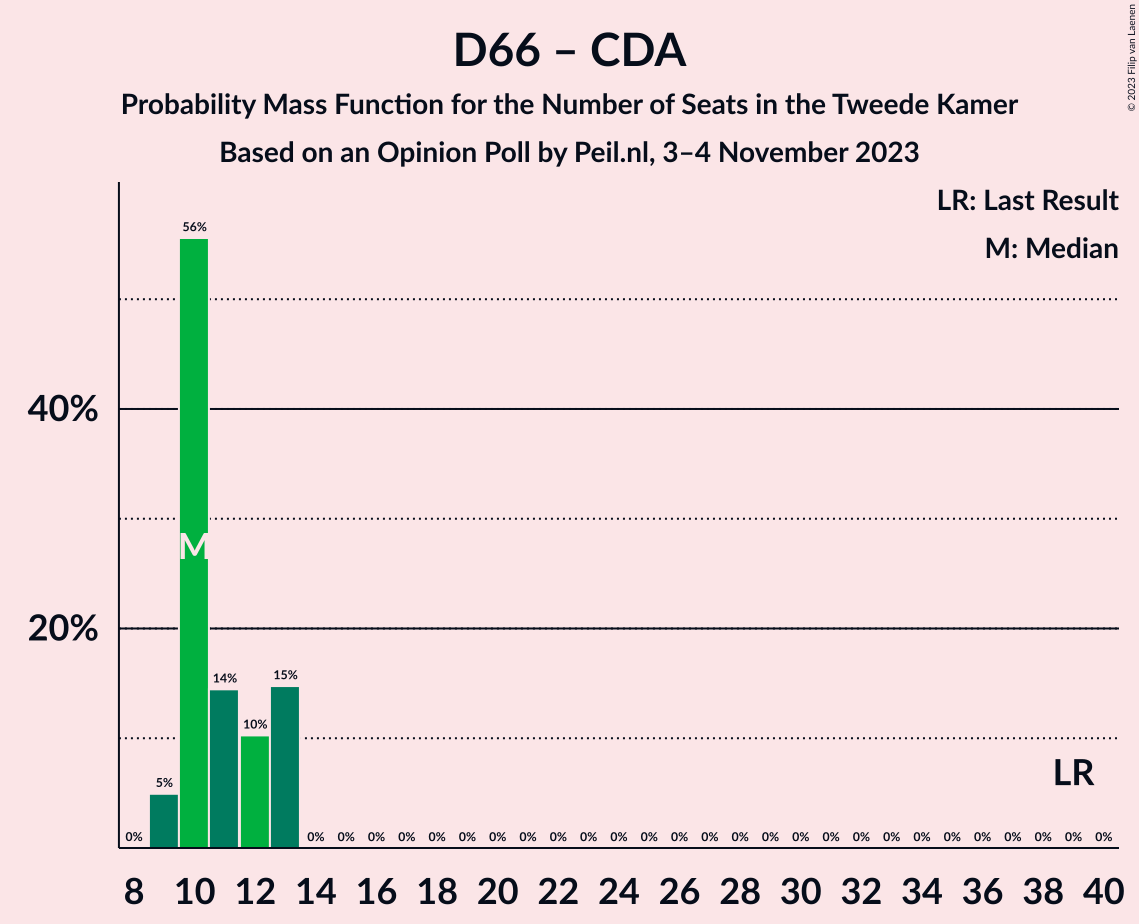 D66 – CDA
Probability Mass Function for the Number of Seats in the Tweede Kamer
Based on an Opinion Poll by Peil.nl, 3–4 November 2023
© 2023 Filip van Laenen
LR: Last Result
M: Median
56%
40%
M
20%
14%
15%
10%
5%
LR
0% 0% 0% 0% 0% 0% 0% 0% 0% 0% 0% 0% 0% 0% 0% 0% 0% 0% 0% 0% 0% 0% 0% 0% 0% 0% 0% 0%
8 10 12 14 16 18 20 22 24 26 28 30 32 34 36 38 40